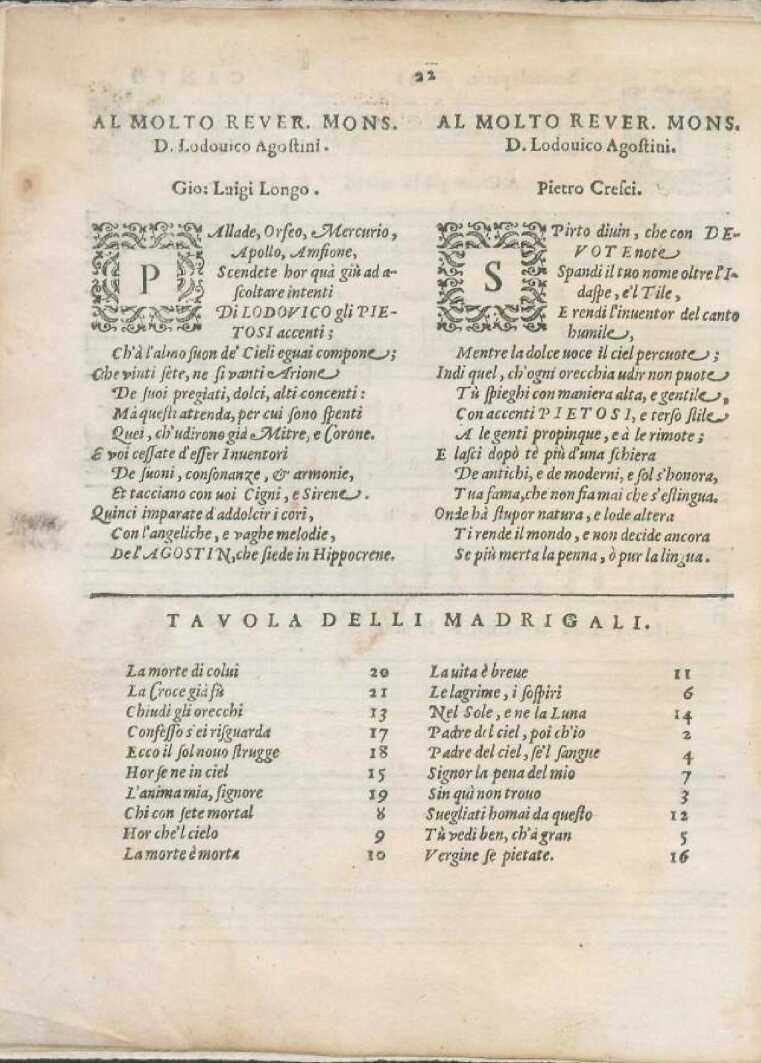 22
AL MOLTO REVER. MONS.
D. Lodouico Agoſtini.
Gio: Luigi Longo.
PAllade, Orfeo, Mercurio,
Apollo, Amfione,
Scendete hor quà giù ad a-
ſcoltare intenti
Di LODOVICO gli PIE-
TOSI accenti;
Ch'à l'almo ſuon de' Cieli egual compone;
Che vinti ſete, ne ſi vanti Arione
De ſuoi pregiati, dolci, alti concenti:
Mà queſti attenda, per cui ſono ſpenti
Quei, ch'udirono già Mitre, e Corone.
E voi ceſſate d'eſſer Inuentori
De ſuoni, conſonanze, & armonie,
Et tacciano con uoi Cigni, e Sirene.
Quinci imparate d'addolcir i cori,
Con l'angeliche, e vaghe melodie,
De l'AGOSTIN, che ſiede in Hippocrene.
AL MOLTO REVER. MONS.
D. Lodouico Agoſtini.
Pietro Creſci.
SPirto diuin, che con DE-
VOTE note
Spandi il tuo nome oltre l'I-
daſpe, e'l Tile,
E rendi l'inuentor del canto
humile,
Mentre la dolce uoce il ciel percuote;
Indi quel, ch'ogni orecchia udir non puote
Tù ſpieghi con maniera alta, e gentile,
Con accenti PIETOSI, e terſo ſtile
A le genti propinque, e à le rimote;
E laſci dopò tè più d'una ſchiera
De antichi, e de moderni, e ſol s'honora,
Tua fama, che non fia mai che s'eſtingua.
Onde hà ſtupor natura, e lode altera
Ti rende il mondo, e non decide ancora
Se più merta la penna, ò pur la lingua.
TAVOLA DELLI MADRIGALI.
La morte di colui 20
La Croce già fù 21
Chiudi gli orecchi 13
Confeſſo s'ei riſguarda 17
Ecco il ſol nouo ſtrugge 18
Hor ſe ne in ciel 15
L'anima mia, ſignore 19
Chi con ſete mortal 8
Hor che'l cielo 9
La morte è morta 10
La uita è breue 11
Le lagrime, i ſoſpiri 6
Nel Sole, e ne la Luna 14
Padre del ciel, poi ch'io 2
Padre del ciel, ſe'l ſangue 4
Signor la pena del mio 7
Sin quì non trouo 3
Suegliati homai da queſto 12
Tù vedi ben, ch'à gran 5
Vergine ſe pietate. 16